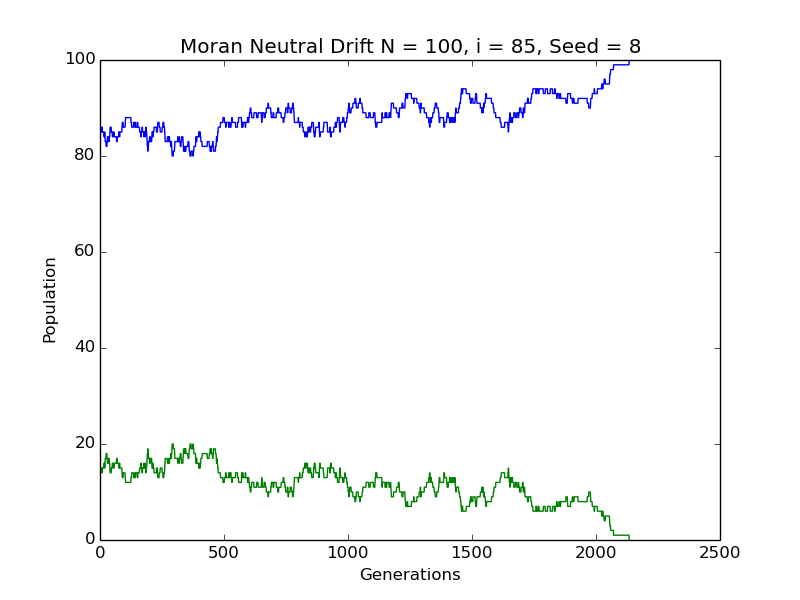 Moran Neutral Drift N = 100, i = 85, Seed = 8
100
80
60
40
20
0
Population
0 500 1000 1500 2000 2500
Generations